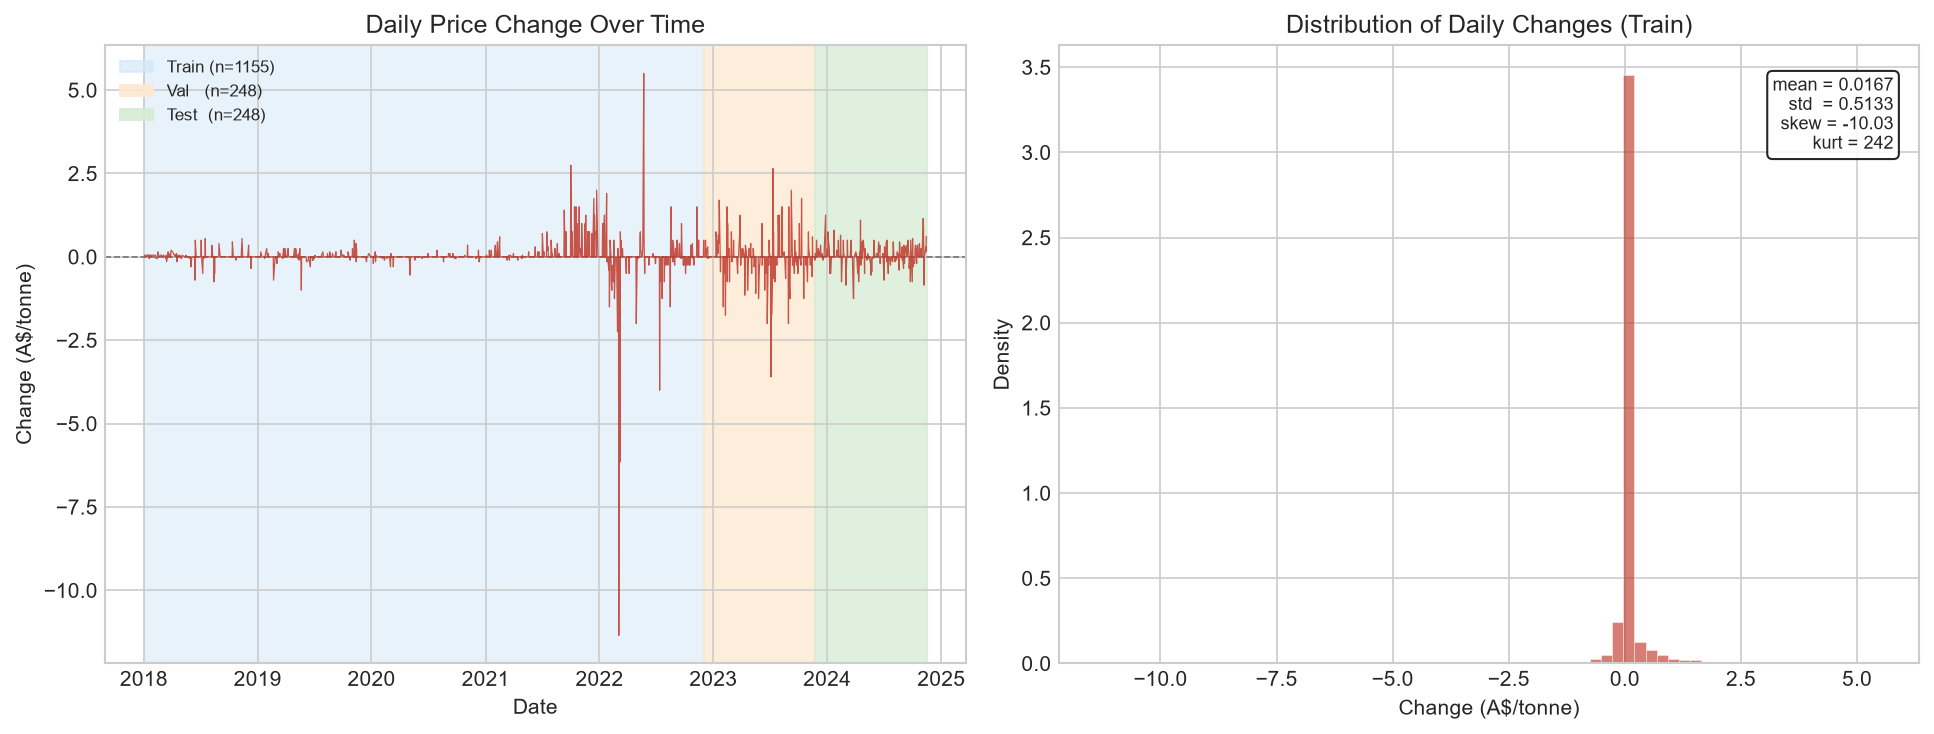 Daily Price Change Over Time
Train (n=1155)
Val (n=248)
Test (n=248)
5.0
2.5
0.0
−2.5
−5.0
−7.5
−10.0
Change (A$/tonne)
2018 2019 2020 2021 2022 2023 2024 2025
Date
Distribution of Daily Changes (Train)
mean = 0.0167
std = 0.5133
skew = -10.03
kurt = 242
3.5
3.0
2.5
2.0
1.5
1.0
0.5
0.0
Density
−10.0 −7.5 −5.0 −2.5 0.0 2.5 5.0
Change (A$/tonne)